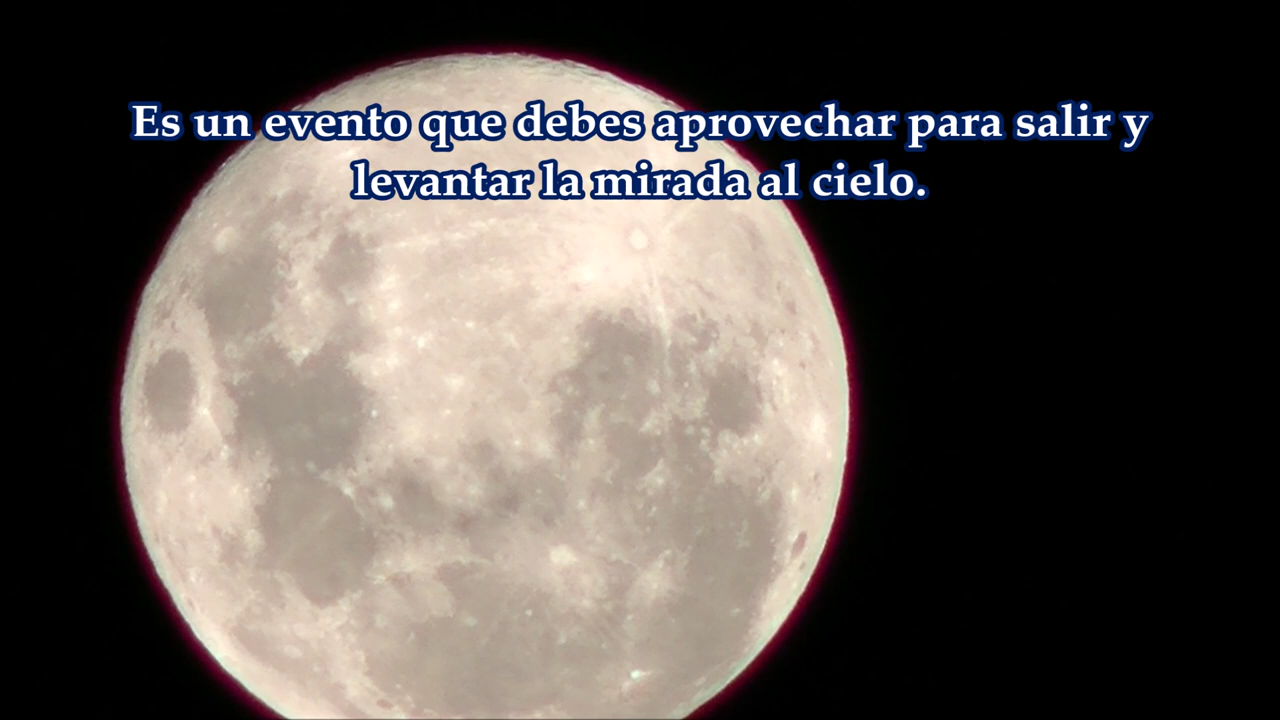 Es un evento que debes aprovechar para salir y
levantar la mirada al cielo.